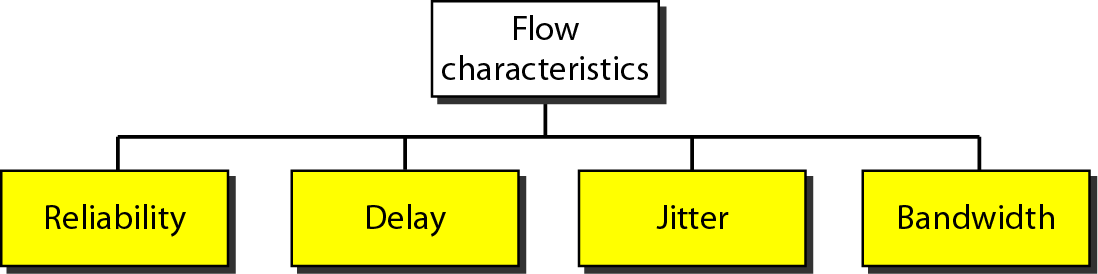 Flow
characteristics
Reliability
Delay
Jitter
Bandwidth